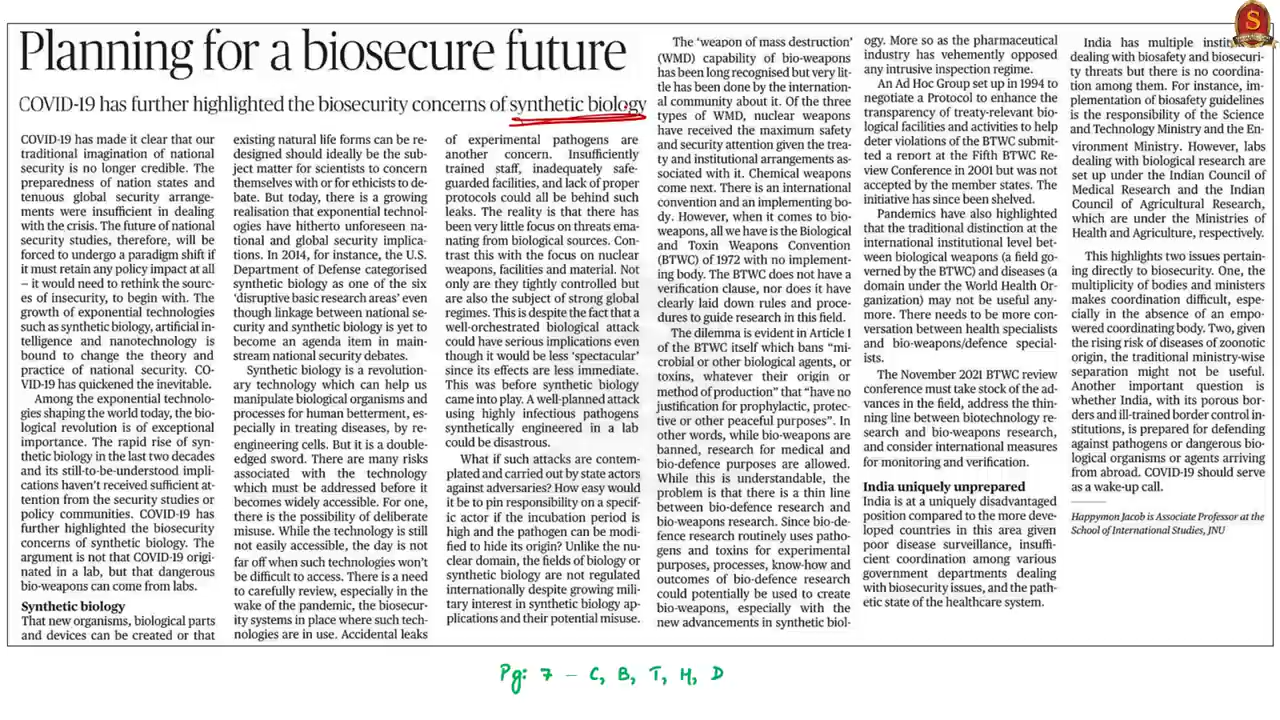 Planning for a biosecure future
COVID-19 has further highlighted the biosecurity concerns of synthetic biology
COVID-19 has made it clear that our
traditional imagination of national
security is no longer credible. The
preparedness of nation states and
tenuous global security arrange-
ments were insufficient in dealing
with the crisis. The future of national
security studies, therefore, will be
forced to undergo a paradigm shift if
it must retain any policy impact at all
– it would need to rethink the sourc-
es of insecurity, to begin with. The
growth of exponential technologies
such as synthetic biology, artificial in-
telligence and nanotechnology is
bound to change the theory and
practice of national security. CO-
VID-19 has quickened the inevitable.
Among the exponential technolo-
gies shaping the world today, the bio-
logical revolution is of exceptional
importance. The rapid rise of syn-
thetic biology in the last two decades
and its still-to-be-understood impli-
cations haven't received sufficient at-
tention from the security studies or
policy communities. COVID-19 has
further highlighted the biosecurity
concerns of synthetic biology. The
argument is not that COVID-19 origi-
nated in a lab, but that dangerous
bio-weapons can come from labs.
Synthetic biology
That new organisms, biological parts
and devices can be created or that
existing natural life forms can be re-
designed should ideally be the sub-
ject matter for scientists to concern
themselves with or for ethicists to de-
bate. But today, there is a growing
realisation that exponential technol-
ogies have hitherto unforeseen na-
tional and global security implica-
tions. In 2014, for instance, the U.S.
Department of Defense categorised
synthetic biology as one of the six
'disruptive basic research areas' even
though linkage between national se-
curity and synthetic biology is yet to
become an agenda item in main-
stream national security debates.
Synthetic biology is a revolution-
ary technology which can help us
manipulate biological organisms and
processes for human betterment, es-
pecially in treating diseases, by re-
engineering cells. But it is a double-
edged sword. There are many risks
associated with the technology
which must be addressed before it
becomes widely accessible. For one,
there is the possibility of deliberate
misuse. While the technology is still
not easily accessible, the day is not
far off when such technologies won't
be difficult to access. There is a need
to carefully review, especially in the
wake of the pandemic, the biosecur-
ity systems in place where such tech-
nologies are in use. Accidental leaks
of experimental pathogens are
another concern. Insufficiently
trained staff, inadequately safe-
guarded facilities, and lack of proper
protocols could all be behind such
leaks. The reality is that there has
been very little focus on threats ema-
nating from biological sources. Con-
trast this with the focus on nuclear
weapons, facilities and material. Not
only are they tightly controlled but
are also the subject of strong global
regimes. This is despite the fact that a
well-orchestrated biological attack
could have serious implications even
though it would be less 'spectacular'
since its effects are less immediate.
This was before synthetic biology
came into play. A well-planned attack
using highly infectious pathogens
synthetically engineered in a lab
could be disastrous.
What if such attacks are contem-
plated and carried out by state actors
against adversaries? How easy would
it be to pin responsibility on a specif-
ic actor if the incubation period is
high and the pathogen can be modi-
fied to hide its origin? Unlike the nu-
clear domain, the fields of biology or
synthetic biology are not regulated
internationally despite growing mili-
tary interest in synthetic biology ap-
plications and their potential misuse.
The 'weapon of mass destruction'
(WMD) capability of bio-weapons
has been long recognised but very lit-
tle has been done by the internation-
al community about it. Of the three
types of WMD, nuclear weapons
have received the maximum safety
and security attention given the trea-
ty and institutional arrangements as-
sociated with it. Chemical weapons
come next. There is an international
convention and an implementing bo-
dy. However, when it comes to bio-
weapons, all we have is the Biological
and Toxin Weapons Convention
(BTWC) of 1972 with no implement-
ing body. The BTWC does not have a
verification clause, nor does it have
clearly laid down rules and proce-
dures to guide research in this field.
The dilemma is evident in Article I
of the BTWC itself which bans "mi-
crobial or other biological agents, or
toxins, whatever their origin or
method of production" that "have no
justification for prophylactic, protec-
tive or other peaceful purposes". In
other words, while bio-weapons are
banned, research for medical and
bio-defence purposes are allowed.
While this is understandable, the
problem is that there is a thin line
between bio-defence research and
bio-weapons research. Since bio-de-
fence research routinely uses patho-
gens and toxins for experimental
purposes, processes, know-how and
outcomes of bio-defence research
could potentially be used to create
bio-weapons, especially with the
new advancements in synthetic biol-
ogy. More so as the pharmaceutical
industry has vehemently opposed
any intrusive inspection regime.
An Ad Hoc Group set up in 1994 to
negotiate a Protocol to enhance the
transparency of treaty-relevant bio-
logical facilities and activities to help
deter violations of the BTWC submit-
ted a report at the Fifth BTWC Re-
view Conference in 2001 but was not
accepted by the member states. The
initiative has since been shelved.
Pandemics have also highlighted
that the traditional distinction at the
international institutional level bet-
ween biological weapons (a field go-
verned by the BTWC) and diseases (a
domain under the World Health Or-
ganization) may not be useful any-
more. There needs to be more con-
versation between health specialists
and bio-weapons/defence special-
ists.
The November 2021 BTWC review
conference must take stock of the ad-
vances in the field, address the thin-
ning line between biotechnology re-
search and bio-weapons research,
and consider international measures
for monitoring and verification.
India uniquely unprepared
India is at a uniquely disadvantaged
position compared to the more deve-
loped countries in this area given
poor disease surveillance, insuffi-
cient coordination among various
government departments dealing
with biosecurity issues, and the path-
etic state of the healthcare system.
India has multiple
dealing with biosafety and biosecuri-
ty threats but there is no coordina-
tion among them. For instance, im-
plementation of biosafety guidelines
is the responsibility of the Science
and Technology Ministry and the En-
vironment Ministry. However, labs
dealing with biological research are
set up under the Indian Council of
Medical Research and the Indian
Council of Agricultural Research,
which are under the Ministries of
Health and Agriculture, respectively.
This highlights two issues pertain-
ing directly to biosecurity. One, the
multiplicity of bodies and ministers
makes coordination difficult, espe-
cially in the absence of an em-
powered coordinating body. Two, given
the rising risk of diseases of zoonotic
origin, the traditional ministry-wise
separation might not be useful.
Another important question is
whether India, with its porous bor-
ders and ill-trained border control in-
stitutions, is prepared for defending
against pathogens or dangerous bio-
logical organisms or agents arriving
from abroad. COVID-19 should serve
as a wake-up call.
Happymon Jacob is Associate Professor at the
School of International Studies, JNU
Pg: 7 – C, B, T, H, D
S